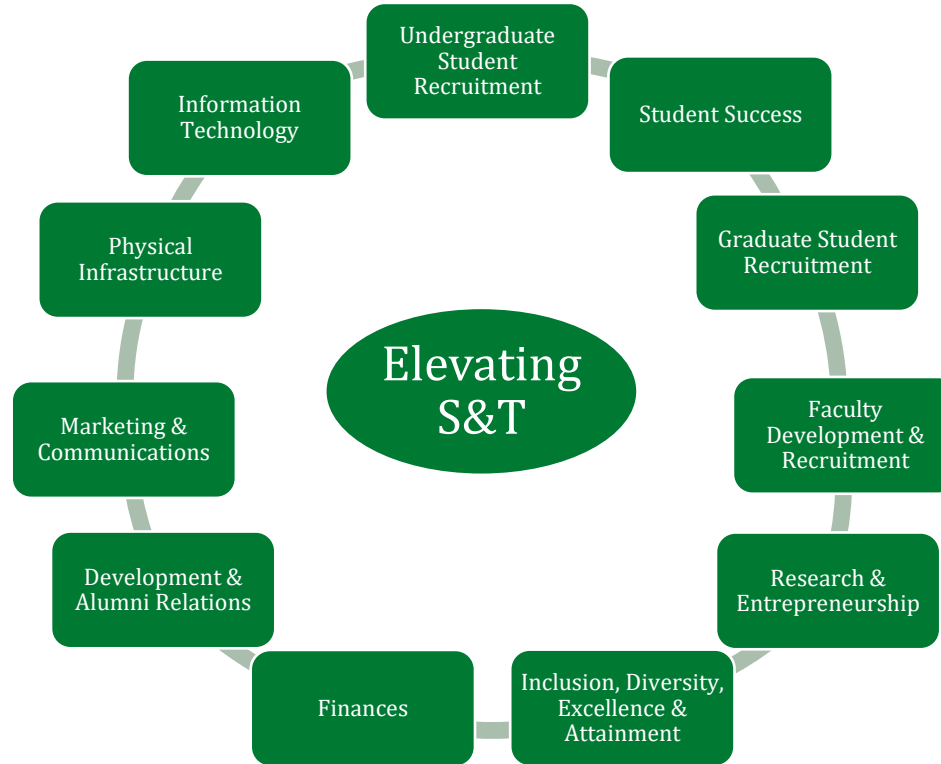 Undergraduate
Student
Recruitment
Student Success
Graduate Student
Recruitment
Faculty
Development &
Recruitment
Research &
Entrepreneurship
Inclusion, Diversity,
Excellence &
Attainment
Finances
Development &
Alumni Relations
Marketing &
Communications
Physical
Infrastructure
Information
Technology
Elevating
S&T